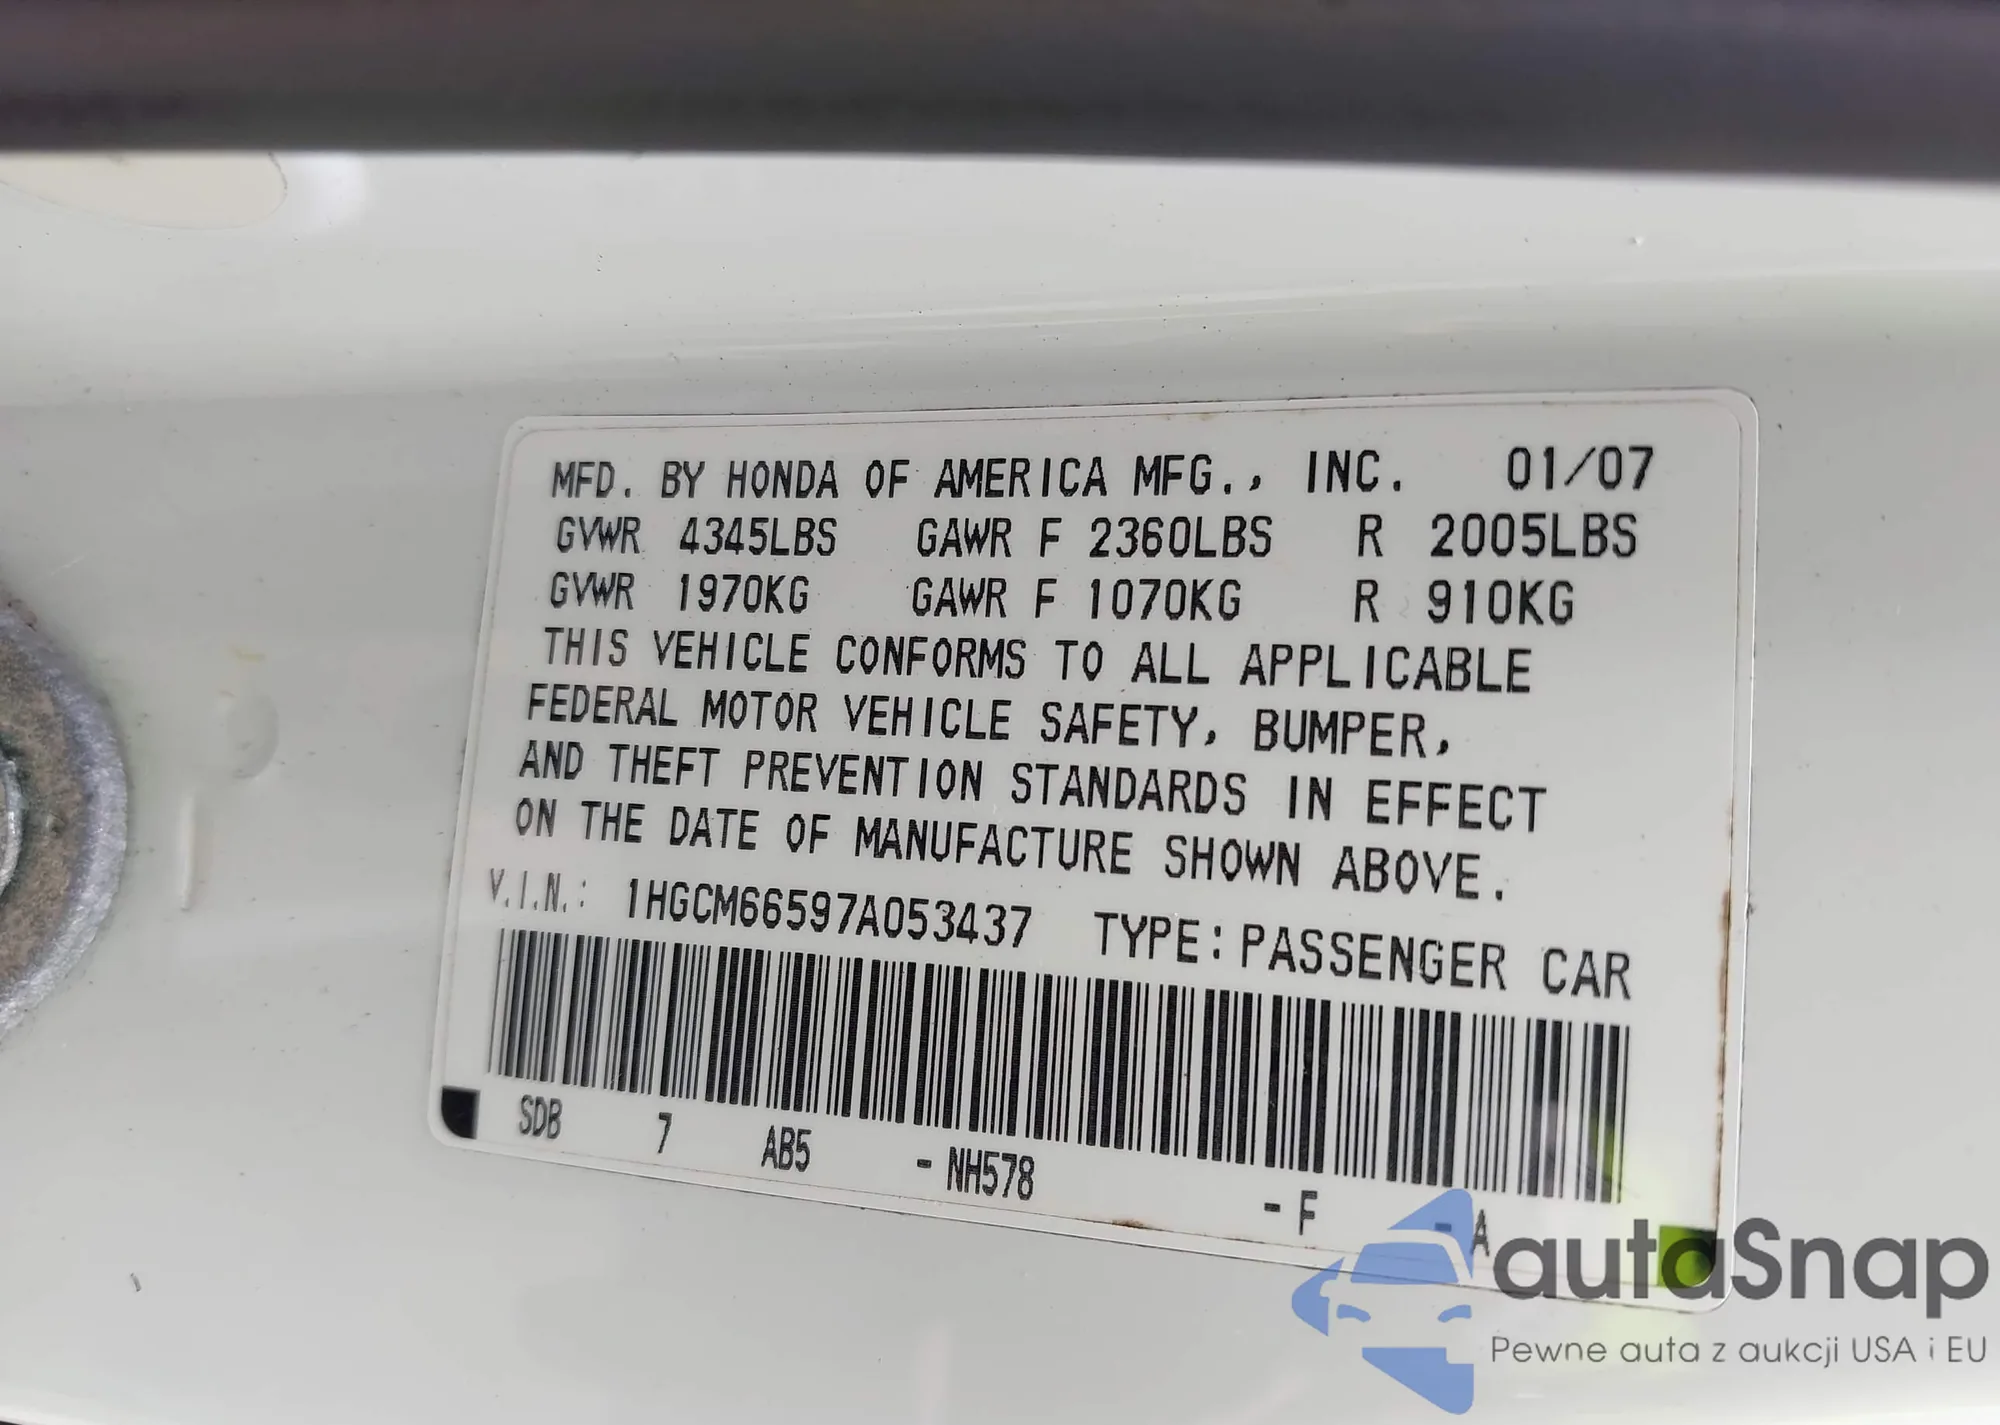 MFD. BY HONDA OF AMERICA MFG., INC. 01/07
GVWR 4345LBS GAWR F 2360LBS R 2005LBS
GVWR 1970KG GAWR F 1070KG R 910KG
THIS VEHICLE CONFORMS TO ALL APPLICABLE
FEDERAL MOTOR VEHICLE SAFETY, BUMPER,
AND THEFT PREVENTION STANDARDS IN EFFECT
ON THE DATE OF MANUFACTURE SHOWN ABOVE.
V.I.N.: 1HGCM66597A053437 TYPE: PASSENGER CAR
SDB 7 AB5 - NH578 - F - A
autoSnap
Pewne auta z aukcji USA i EU